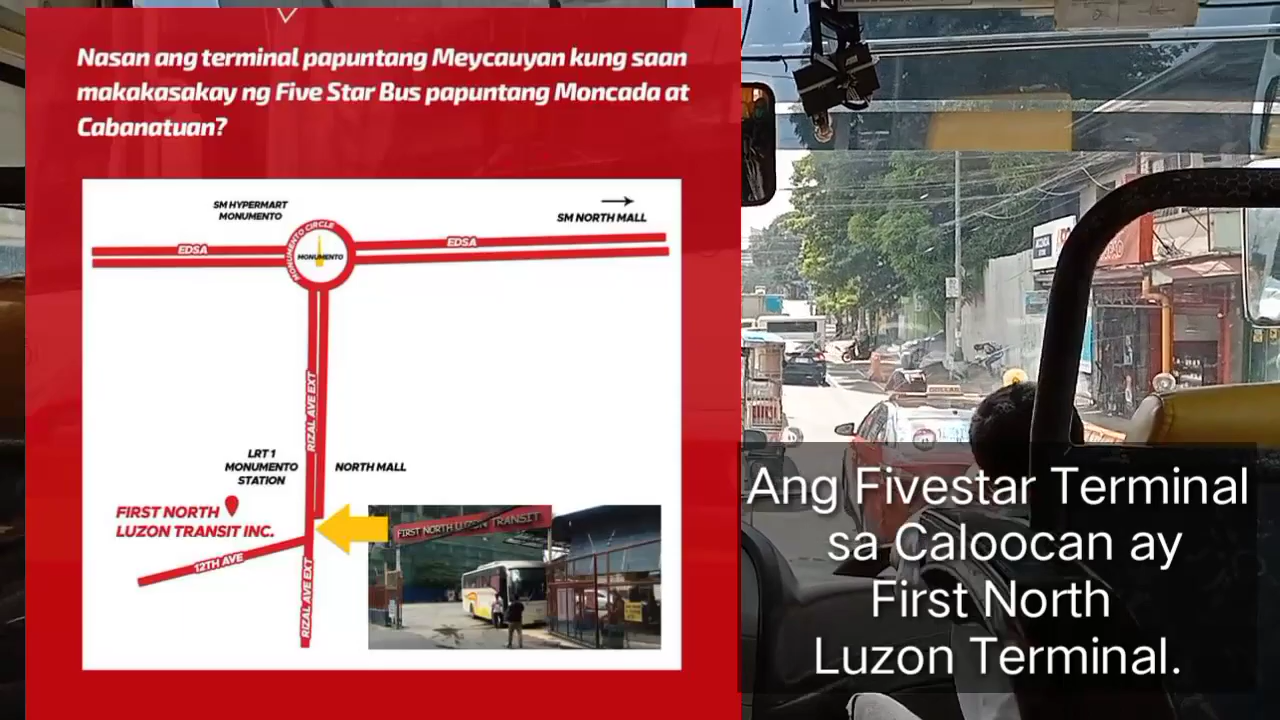 Nasan ang terminal papuntang Meycauyan kung saan
makakasakay ng Five Star Bus papuntang Moncada at
Cabanatuan?
SM HYPERMART
MONUMENTO
SM NORTH MALL
MONUMENTO CIRCLE
EDSA
MONUMENTO
EDSA
RIZAL AVE EXT
LRT 1
MONUMENTO
STATION
NORTH MALL
FIRST NORTH
LUZON TRANSIT INC.
12TH AVE
RIZAL AVE EXT
FIRST NORTH LUZON TRANSIT
Ang Fivestar Terminal
sa Caloocan ay
First North
Luzon Terminal.